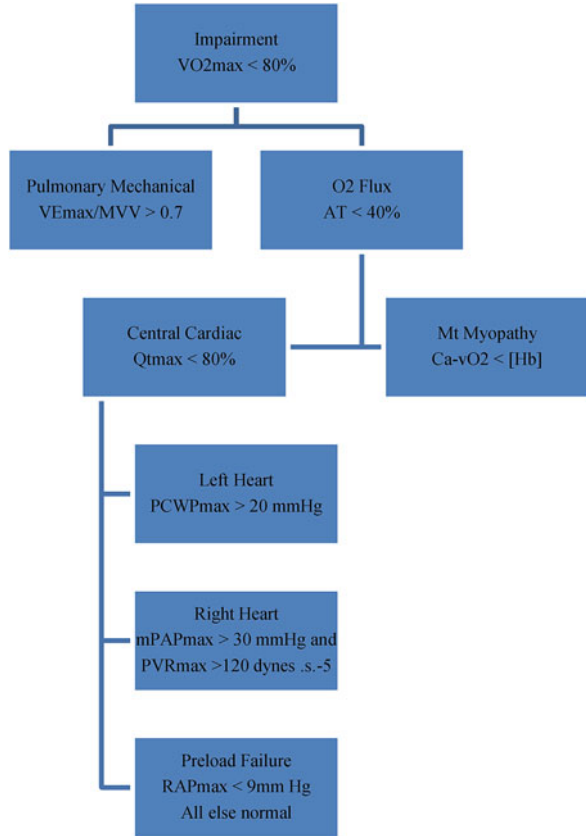 Impairment
VO2max < 80%
Pulmonary Mechanical
VEmax/MVV > 0.7
O2 Flux
AT < 40%
Central Cardiac
Qtmax < 80%
Mt Myopathy
Ca-vO2 < [Hb]
Left Heart
PCWPmax > 20 mmHg
Right Heart
mPAPmax > 30 mmHg and
PVRmax >120 dynes .s.-5
Preload Failure
RAPmax < 9mm Hg
All else normal